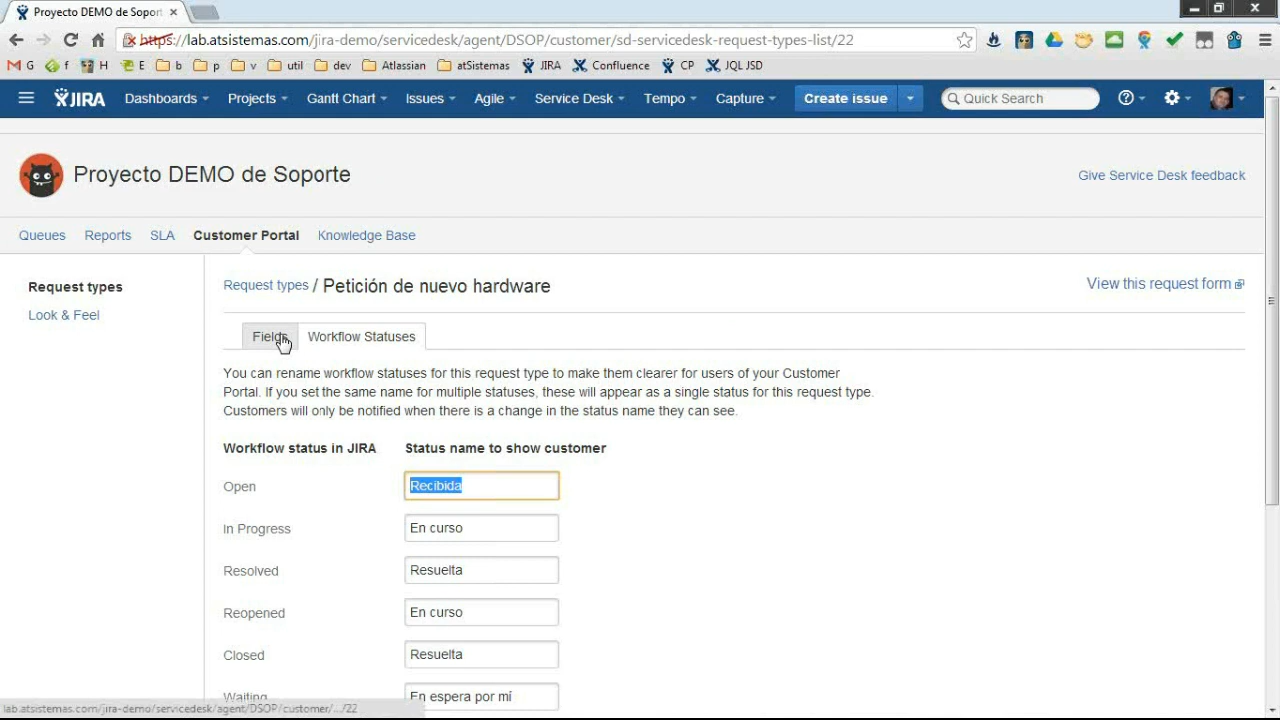 Proyecto DEMO de Soport
https://lab.atsistemas.com/jira-demo/servicedesk/agent/DSOP/customer/sd-servicedesk-request-types-list/22
G f H E b p v util dev Atlassian atSistemas JIRA Confluence CP JQL JSD
JIRA Dashboards Projects Gantt Chart Issues Agile Service Desk Tempo Capture Create issue Quick Search
Proyecto DEMO de Soporte
Give Service Desk feedback
Queues Reports SLA Customer Portal Knowledge Base
Request types
Look & Feel
Request types / Petición de nuevo hardware
View this request form
Fields Workflow Statuses
You can rename workflow statuses for this request type to make them clearer for users of your Customer
Portal. If you set the same name for multiple statuses, these will appear as a single status for this request type.
Customers will only be notified when there is a change in the status name they can see.
Workflow status in JIRA Status name to show customer
Open Recibida
In Progress En curso
Resolved Resuelta
Reopened En curso
Closed Resuelta
Waiting En espera por mí
lab.atsistemas.com/jira-demo/servicedesk/agent/DSOP/customer/.../22